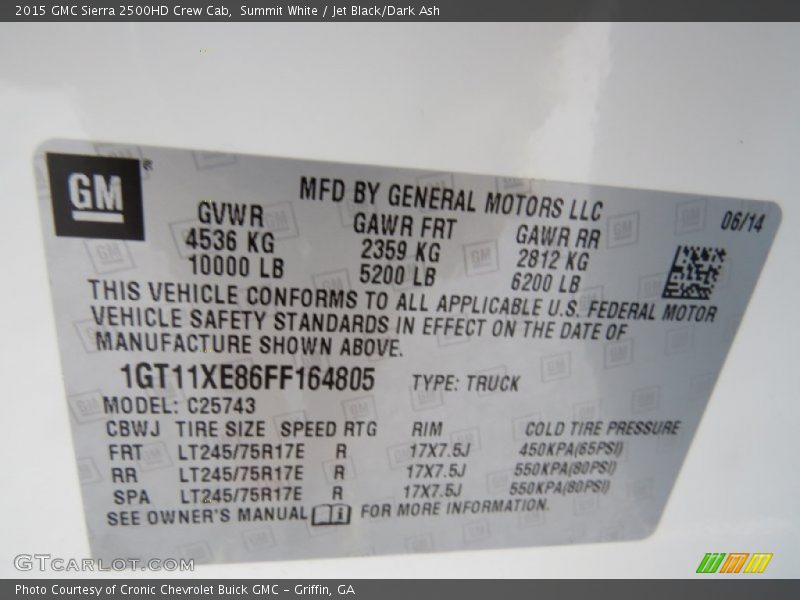 2015 GMC Sierra 2500HD Crew Cab,  Summit White / Jet Black/Dark Ash
GM®
MFD BY GENERAL MOTORS LLC
06/14
GVWR GAWR FRT GAWR RR
4536 KG 2359 KG 2812 KG
10000 LB 5200 LB 6200 LB
THIS VEHICLE CONFORMS TO ALL APPLICABLE U.S. FEDERAL MOTOR
VEHICLE SAFETY STANDARDS IN EFFECT ON THE DATE OF
MANUFACTURE SHOWN ABOVE.
1GT11XE86FF164805 TYPE: TRUCK
MODEL: C25743
CBWJ TIRE SIZE SPEED RTG RIM COLD TIRE PRESSURE
FRT LT245/75R17E R 17X7.5J 450KPA(65PSI)
RR LT245/75R17E R 17X7.5J 550KPA(80PSI)
SPA LT245/75R17E R 17X7.5J 550KPA(80PSI)
SEE OWNER'S MANUAL FOR MORE INFORMATION.
GTCarLot.com
Photo Courtesy of Cronic Chevrolet Buick GMC – Griffin, GA